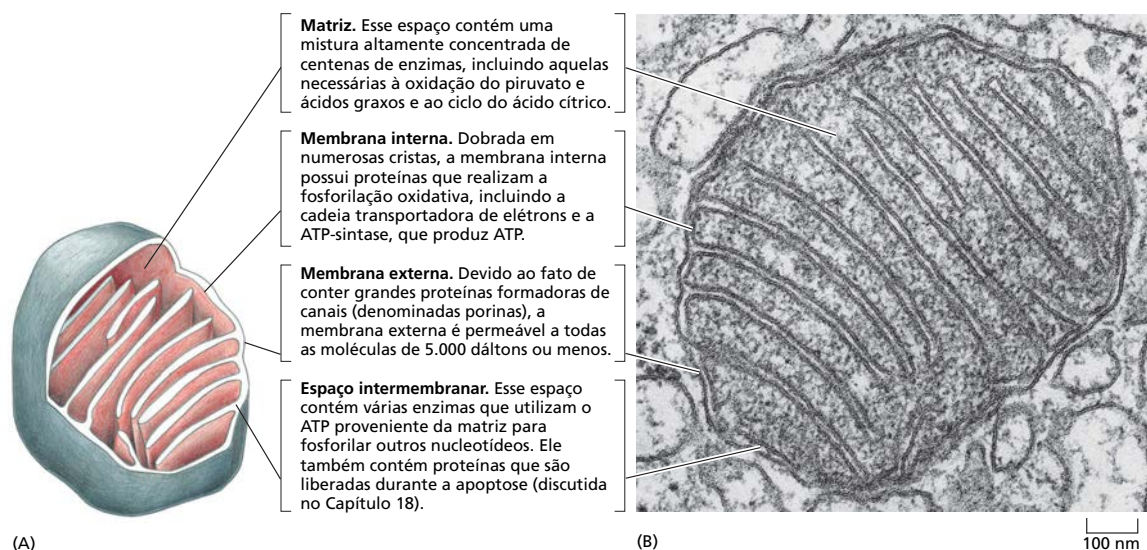 Matriz. Esse espaço contém uma
mistura altamente concentrada de
centenas de enzimas, incluindo aquelas
necessárias à oxidação do piruvato e
ácidos graxos e ao ciclo do ácido cítrico.
Membrana interna. Dobrada em
numerosas cristas, a membrana interna
possui proteínas que realizam a
fosforilação oxidativa, incluindo a
cadeia transportadora de elétrons e a
ATP-sintase, que produz ATP.
Membrana externa. Devido ao fato de
conter grandes proteínas formadoras de
canais (denominadas porinas), a
membrana externa é permeável a todas
as moléculas de 5.000 dáltons ou menos.
Espaço intermembranar. Esse espaço
contém várias enzimas que utilizam o
ATP proveniente da matriz para
fosforilar outros nucleotídeos. Ele
também contém proteínas que são
liberadas durante a apoptose (discutida
no Capítulo 18).
(A)
(B)
100 nm